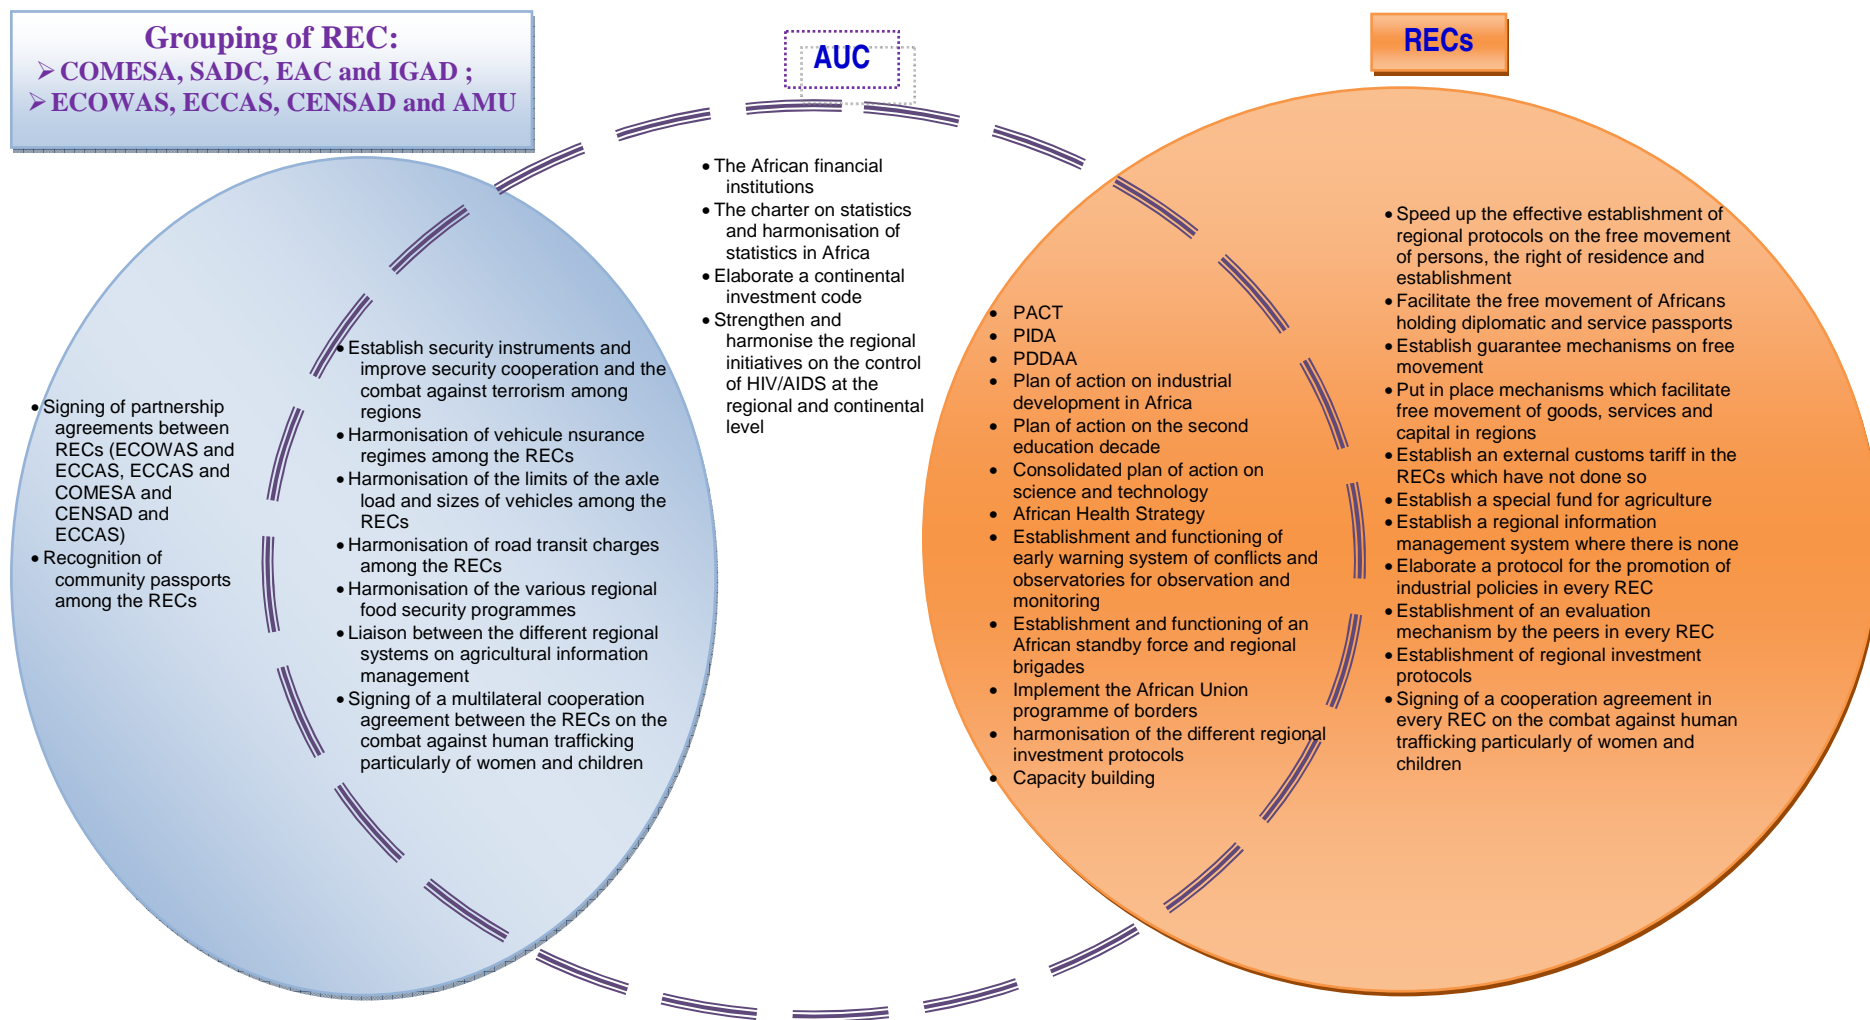 Grouping of REC:
➢ COMESA, SADC, EAC and IGAD ;
➢ ECOWAS, ECCAS, CENSAD and AMU
AUC
RECs
• Signing of partnership
agreements between
RECs (ECOWAS and
ECCAS, ECCAS and
COMESA and
CENSAD and
ECCAS)
• Recognition of
community passports
among the RECs
• Establish security instruments and
improve security cooperation and the
combat against terrorism among
regions
• Harmonisation of vehicule nsurance
regimes among the RECs
• Harmonisation of the limits of the axle
load and sizes of vehicles among the
RECs
• Harmonisation of road transit charges
among the RECs
• Harmonisation of the various regional
food security programmes
• Liaison between the different regional
systems on agricultural information
management
• Signing of a multilateral cooperation
agreement between the RECs on the
combat against human trafficking
particularly of women and children
• The African financial
institutions
• The charter on statistics
and harmonisation of
statistics in Africa
• Elaborate a continental
investment code
• Strengthen and
harmonise the regional
initiatives on the control
of HIV/AIDS at the
regional and continental
level
• PACT
• PIDA
• PDDAA
• Plan of action on industrial
development in Africa
• Plan of action on the second
education decade
• Consolidated plan of action on
science and technology
• African Health Strategy
• Establishment and functioning of
early warning system of conflicts and
observatories for observation and
monitoring
• Establishment and functioning of an
African standby force and regional
brigades
• Implement the African Union
programme of borders
• harmonisation of the different regional
investment protocols
• Capacity building
• Speed up the effective establishment of
regional protocols on the free movement
of persons, the right of residence and
establishment
• Facilitate the free movement of Africans
holding diplomatic and service passports
• Establish guarantee mechanisms on free
movement
• Put in place mechanisms which facilitate
free movement of goods, services and
capital in regions
• Establish an external customs tariff in the
RECs which have not done so
• Establish a special fund for agriculture
• Establish a regional information
management system where there is none
• Elaborate a protocol for the promotion of
industrial policies in every REC
• Establishment of an evaluation
mechanism by the peers in every REC
• Establishment of regional investment
protocols
• Signing of a cooperation agreement in
every REC on the combat against human
trafficking particularly of women and
children